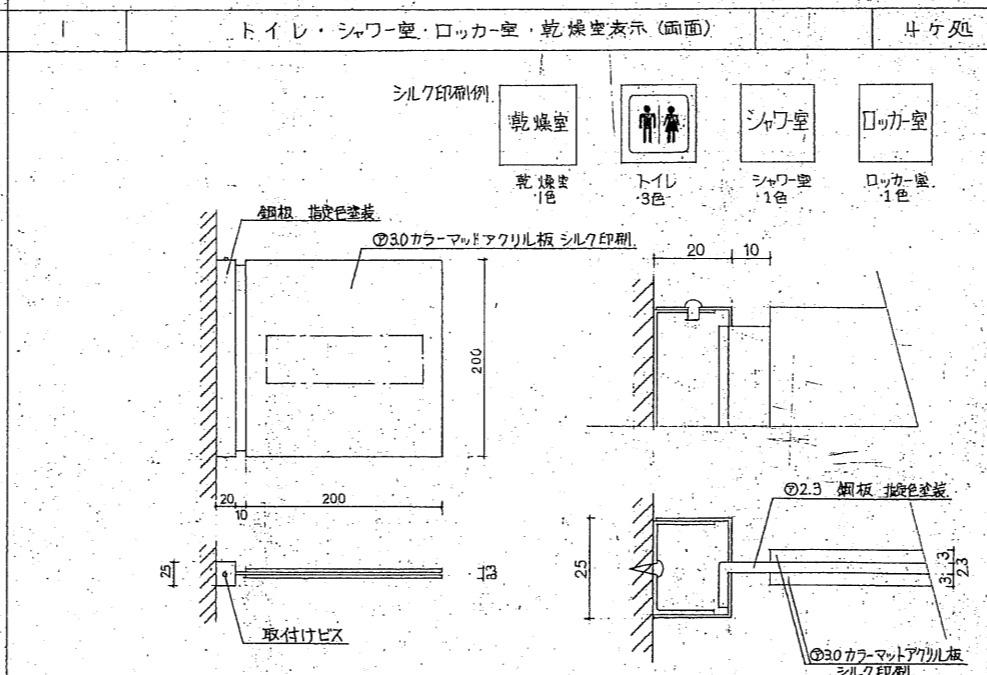 1
トイレ・シャワー室・ロッカー室・乾燥室表示(両面)
4ケ処
シルク印刷例
乾燥室
シャワー室
ロッカー室
乾燥室
1色
トイレ
3色
シャワー室
1色
ロッカー室
1色
鋼板 指定色塗装
㋐3.0カラーマットアクリル板 シルク印刷
200
20
10
200
20
10
㋐2.3 鋼板 指定色塗装
25
取付けビス
25
3
2.3
3
㋐3.0カラーマットアクリル板
シルク印刷